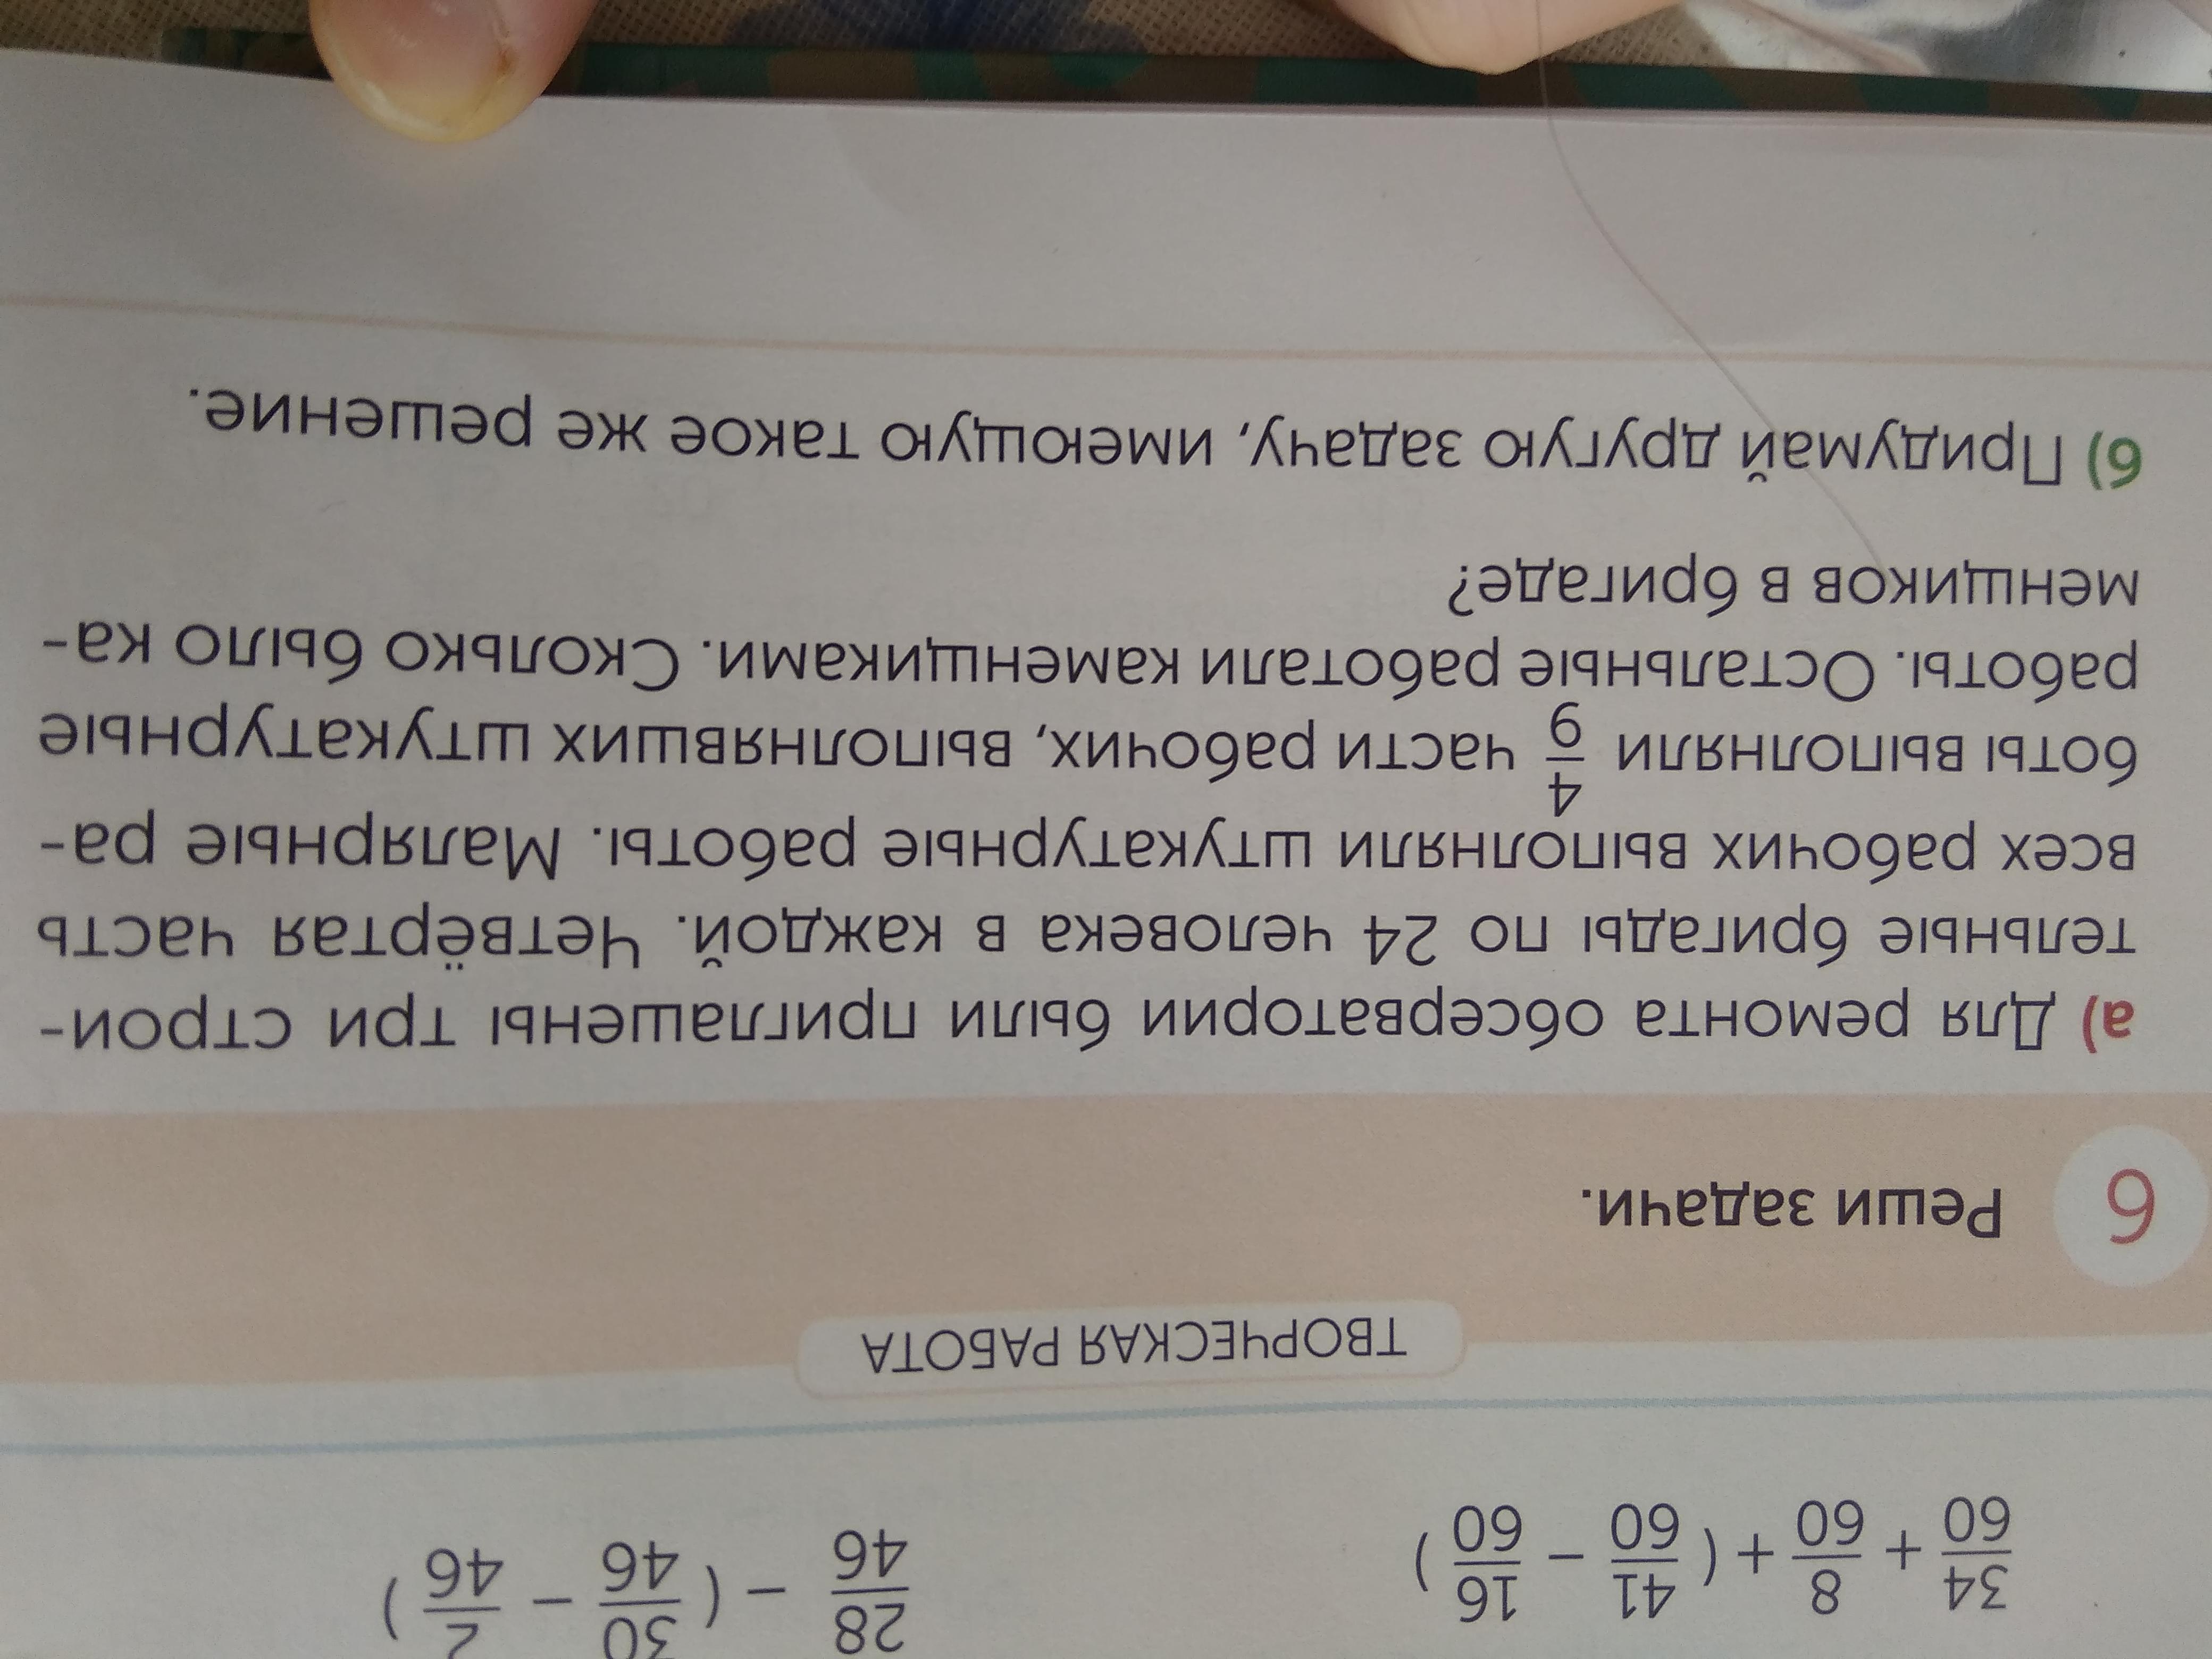 34/60 + 8/60 + ( 41/60 − 16/60 )    28/46 − ( 30/46 − 2/46 )
ТВОРЧЕСКАЯ РАБОТА
6 Реши задачи.
а) Для ремонта обсерватории были приглашены три строи-
тельные бригады по 24 человека в каждой. Четвёртая часть
всех рабочих выполняли штукатурные работы. Малярные ра-
боты выполняли 4/9 части рабочих, выполнявших штукатурные
работы. Остальные работали каменщиками. Сколько было ка-
менщиков в бригаде?
б) Придумай другую задачу, имеющую такое же решение.